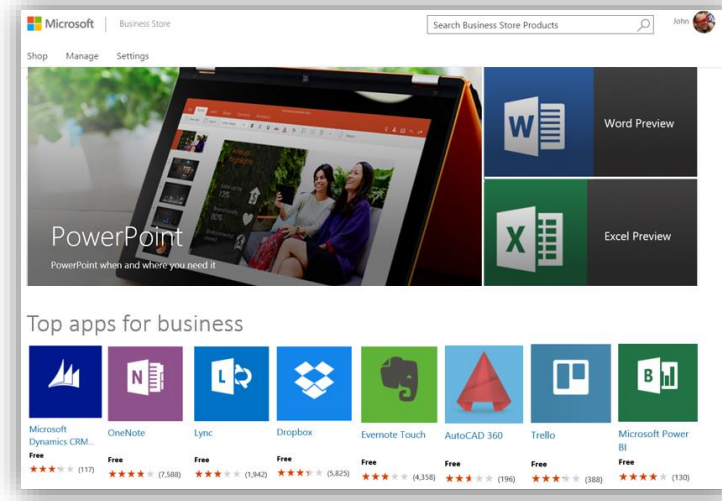 Microsoft
Business Store
Search Business Store Products
John
Shop Manage Settings
Word Preview
Excel Preview
PowerPoint
PowerPoint when and where you need it
Top apps for business
Microsoft Dynamics CRM...
Free
(117)
OneNote
Free
(7,588)
Lync
Free
(1,942)
Dropbox
Free
(5,825)
Evernote Touch
Free
(4,358)
AutoCAD 360
Free
(196)
Trello
Free
(388)
Microsoft Power BI
Free
(130)